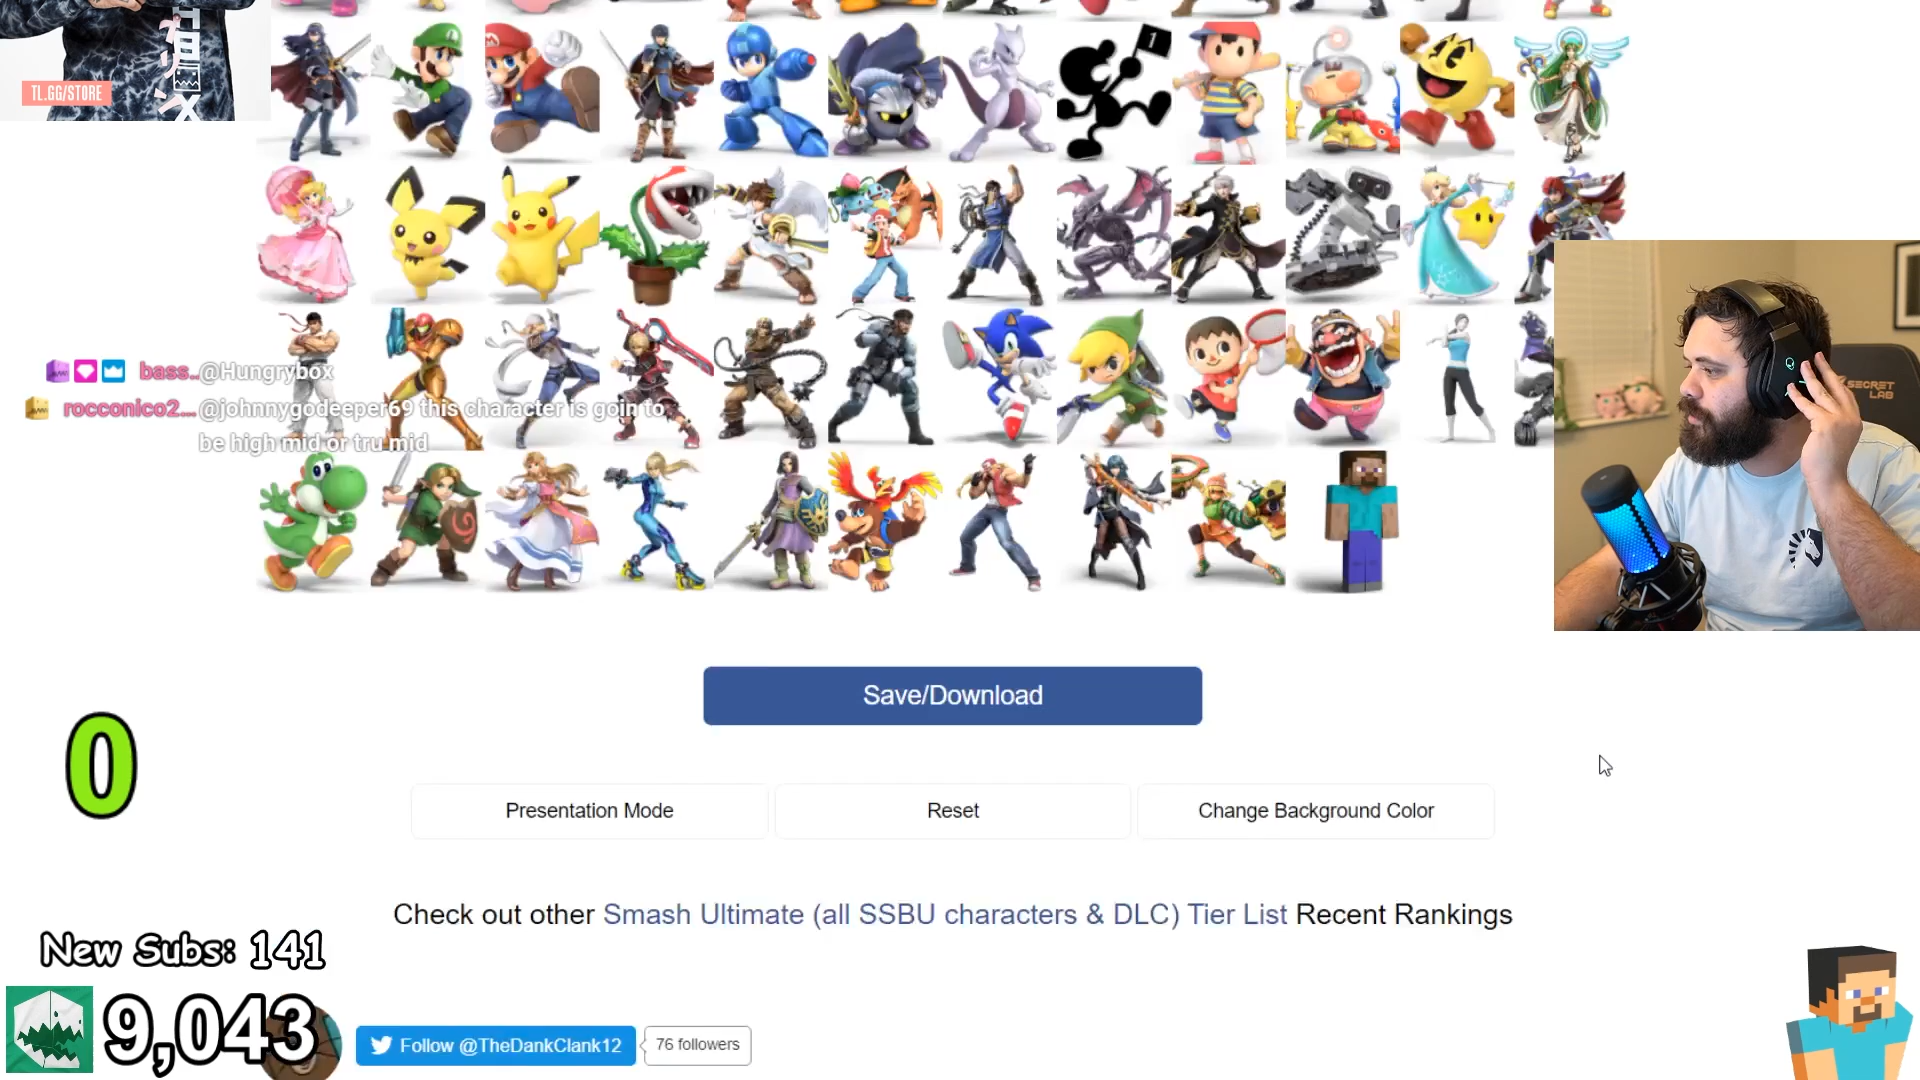 TL.GG/STORE
1
bass.. @Hungrybox
rocconico2... @johnnygodeeper69 this character is goin to
be high mid or tru mid
SECRET
LAB
Save/Download
0
Presentation Mode
Reset
Change Background Color
Check out other Smash Ultimate (all SSBU characters & DLC) Tier List Recent Rankings
New Subs: 141
9,043
Follow @TheDankClank12
76 followers